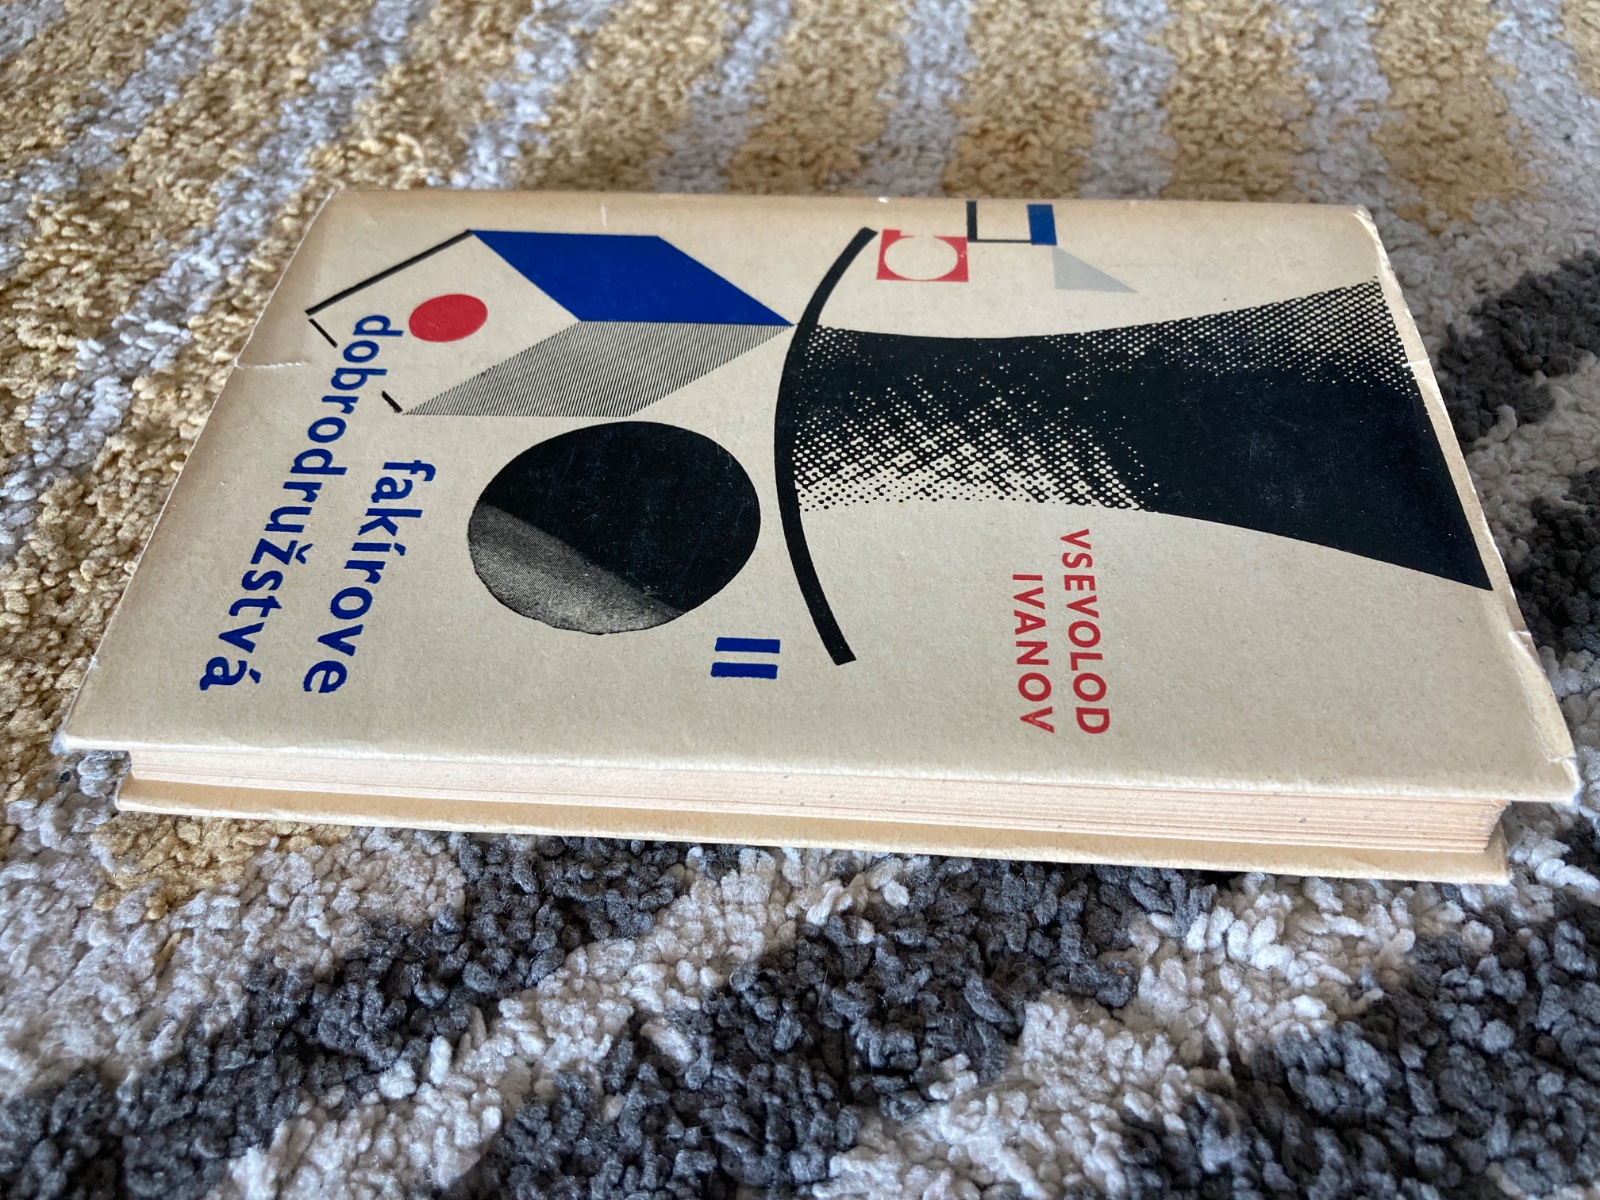 VSEVOLOD
IVANOV
II
fakírove
dobrodružstvá